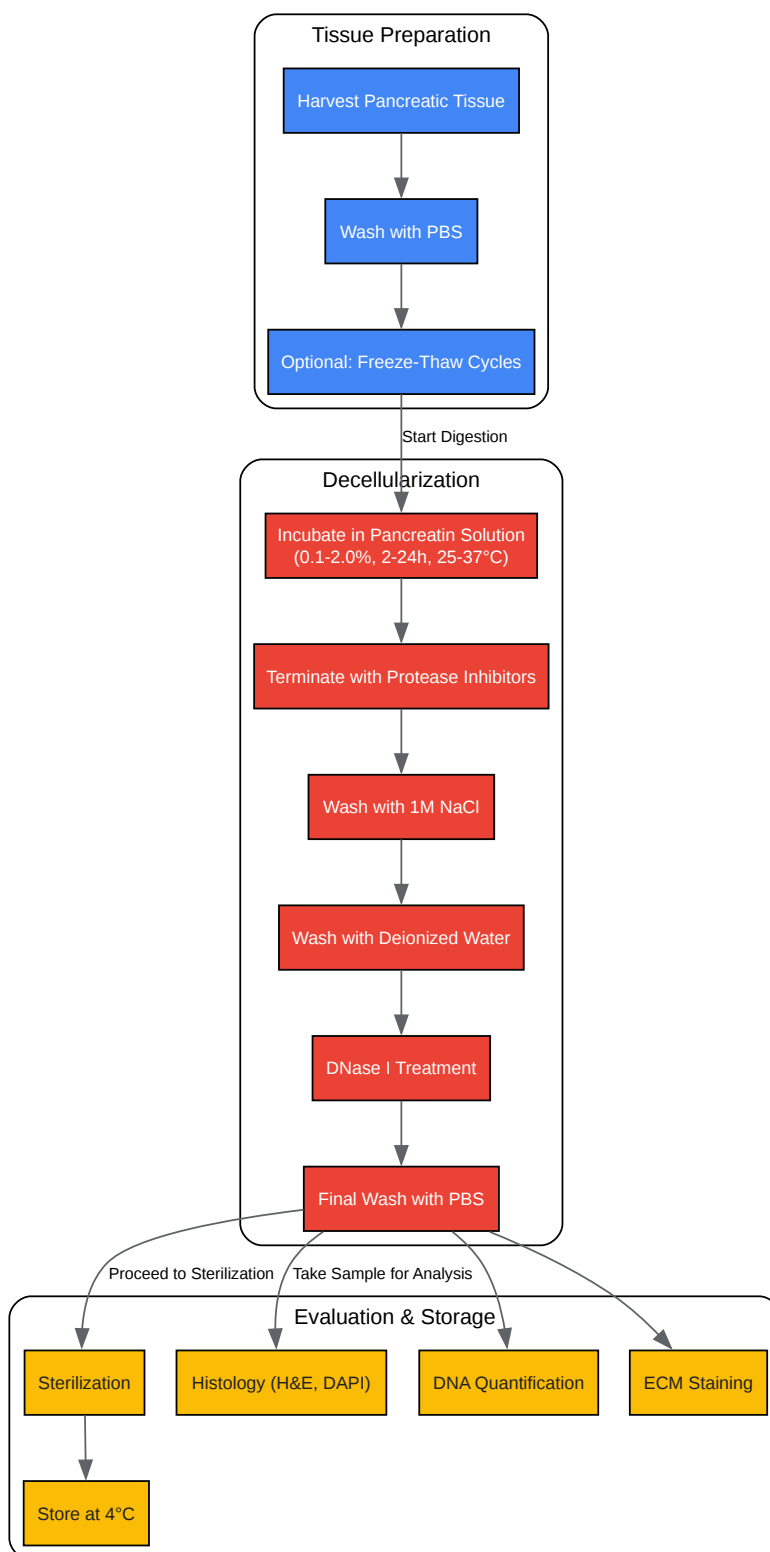 Tissue Preparation
Harvest Pancreatic Tissue
Wash with PBS
Optional: Freeze-Thaw Cycles
Start Digestion
Decellularization
Incubate in Pancreatin Solution
(0.1-2.0%, 2-24h, 25-37°C)
Terminate with Protease Inhibitors
Wash with 1M NaCl
Wash with Deionized Water
DNase I Treatment
Final Wash with PBS
Proceed to Sterilization
Take Sample for Analysis
Evaluation & Storage
Sterilization
Histology (H&E, DAPI)
DNA Quantification
ECM Staining
Store at 4°C